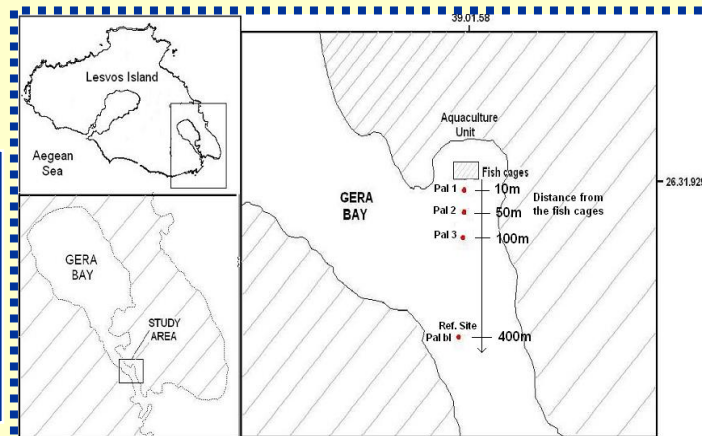 39.01.58
Lesvos Island
Aegean
Sea
GERA
BAY
STUDY
AREA
Aquaculture
Unit
Fish cages
Pal 1
10m
Pal 2
50m
Pal 3
100m
Distance from
the fish cages
26.31.929
GERA
BAY
Ref. Site
Pal bl
400m